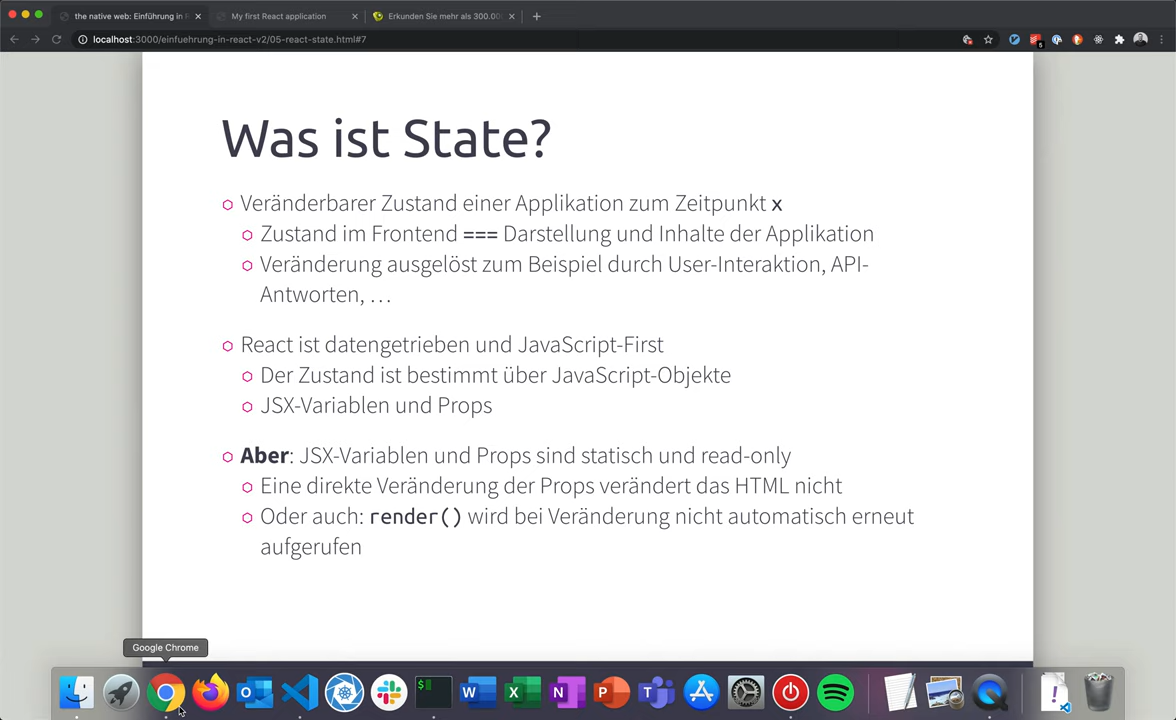 the native web: Einführung in R
My first React application
Erkunden Sie mehr als 300.00
localhost:3000/einfuehrung-in-react-v2/05-react-state.html#7
5
Was ist State?
Veränderbarer Zustand einer Applikation zum Zeitpunkt x
Zustand im Frontend === Darstellung und Inhalte der Applikation
Veränderung ausgelöst zum Beispiel durch User-Interaktion, API-
Antworten, …
React ist datengetrieben und JavaScript-First
Der Zustand ist bestimmt über JavaScript-Objekte
JSX-Variablen und Props
Aber: JSX-Variablen und Props sind statisch und read-only
Eine direkte Veränderung der Props verändert das HTML nicht
Oder auch: render() wird bei Veränderung nicht automatisch erneut
aufgerufen
Google Chrome